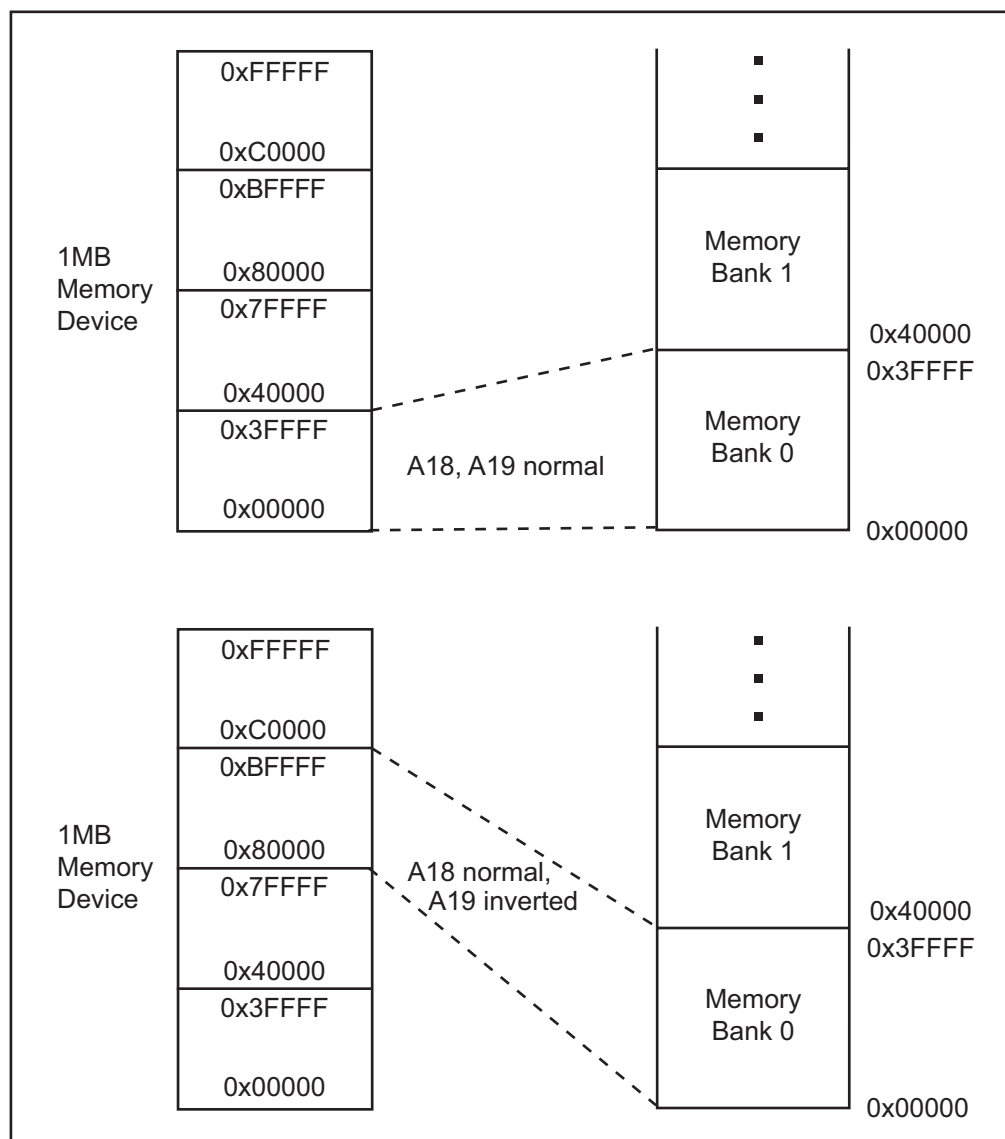 0xFFFFF
0xC0000
0xBFFFF
0x80000
0x7FFFF
0x40000
0x3FFFF
0x00000
1MB
Memory
Device
A18, A19 normal
Memory
Bank 1
Memory
Bank 0
0x40000
0x3FFFF
0x00000
0xFFFFF
0xC0000
0xBFFFF
0x80000
0x7FFFF
0x40000
0x3FFFF
0x00000
1MB
Memory
Device
A18 normal,
A19 inverted
Memory
Bank 1
Memory
Bank 0
0x40000
0x3FFFF
0x00000